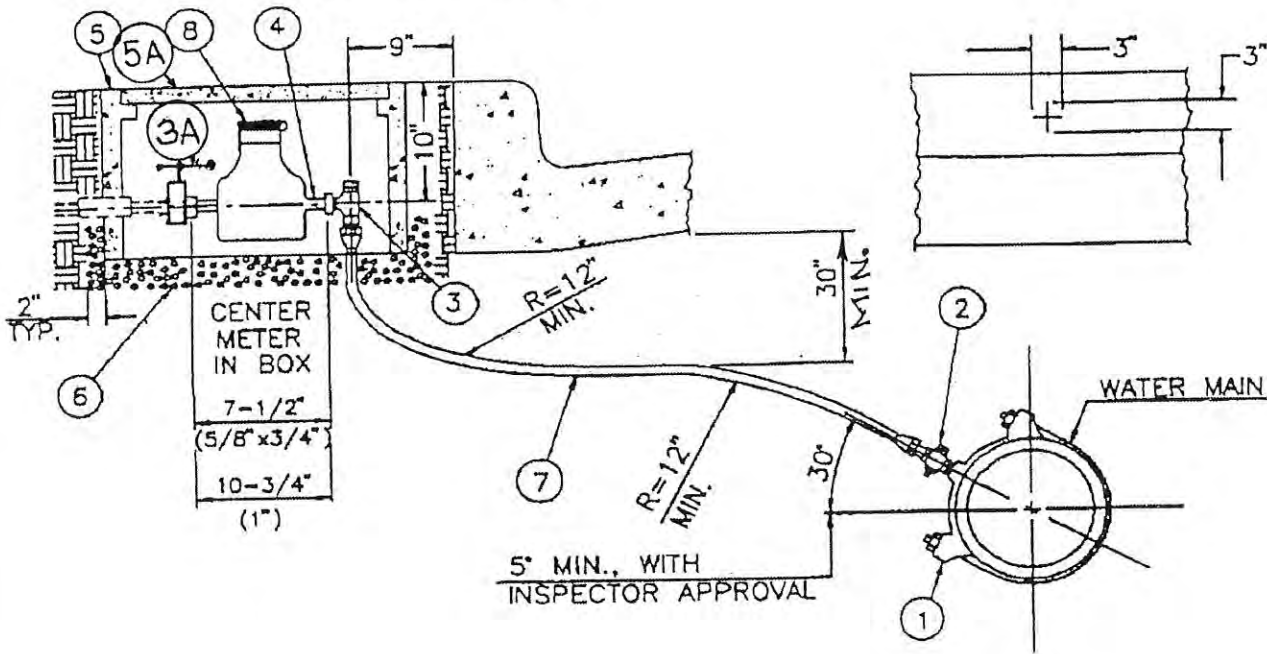 5
5A
8
4
9"
3"
3"
3A
10"
30"
MIN.
2"
TYP.
CENTER
METER
IN BOX
3
R=12"
MIN.
2
6
7-1/2"
(5/8"x3/4")
10-3/4"
(1")
7
R=12"
MIN.
30°
WATER MAIN
5° MIN., WITH
INSPECTOR APPROVAL
1